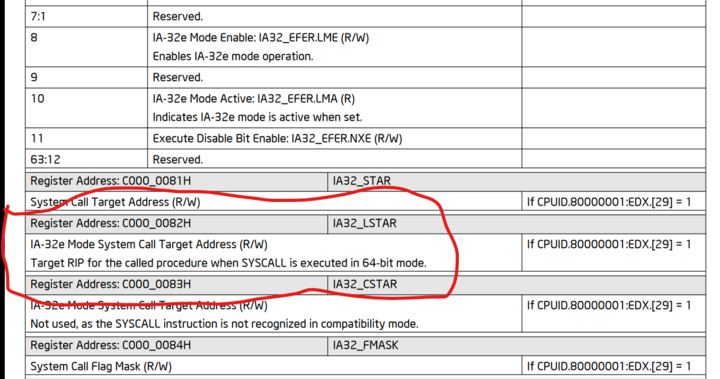 7:1 Reserved.
8 IA-32e Mode Enable: IA32_EFER.LME (R/W)
Enables IA-32e mode operation.
9 Reserved.
10 IA-32e Mode Active: IA32_EFER.LMA (R)
Indicates IA-32e mode is active when set.
11 Execute Disable Bit Enable: IA32_EFER.NXE (R/W)
63:12 Reserved.
Register Address: C000_0081H IA32_STAR
System Call Target Address (R/W) If CPUID.80000001:EDX.[29] = 1
Register Address: C000_0082H IA32_LSTAR
IA-32e Mode System Call Target Address (R/W) If CPUID.80000001:EDX.[29] = 1
Target RIP for the called procedure when SYSCALL is executed in 64-bit mode.
Register Address: C000_0083H IA32_CSTAR
IA-32e Mode System Call Target Address (R/W) If CPUID.80000001:EDX.[29] = 1
Not used, as the SYSCALL instruction is not recognized in compatibility mode.
Register Address: C000_0084H IA32_FMASK
System Call Flag Mask (R/W) If CPUID.80000001:EDX.[29] = 1